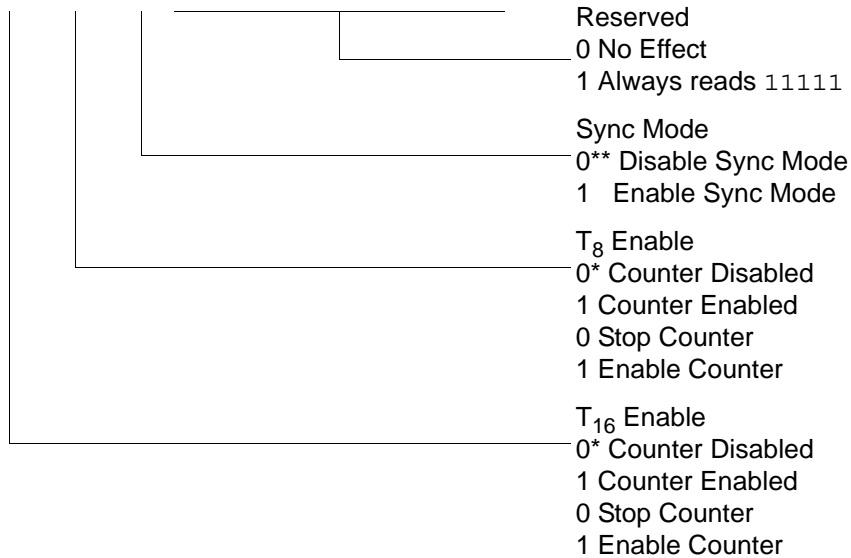 Reserved
0 No Effect
1 Always reads 11111
Sync Mode
0** Disable Sync Mode
1 Enable Sync Mode
T8 Enable
0* Counter Disabled
1 Counter Enabled
0 Stop Counter
1 Enable Counter
T16 Enable
0* Counter Disabled
1 Counter Enabled
0 Stop Counter
1 Enable Counter